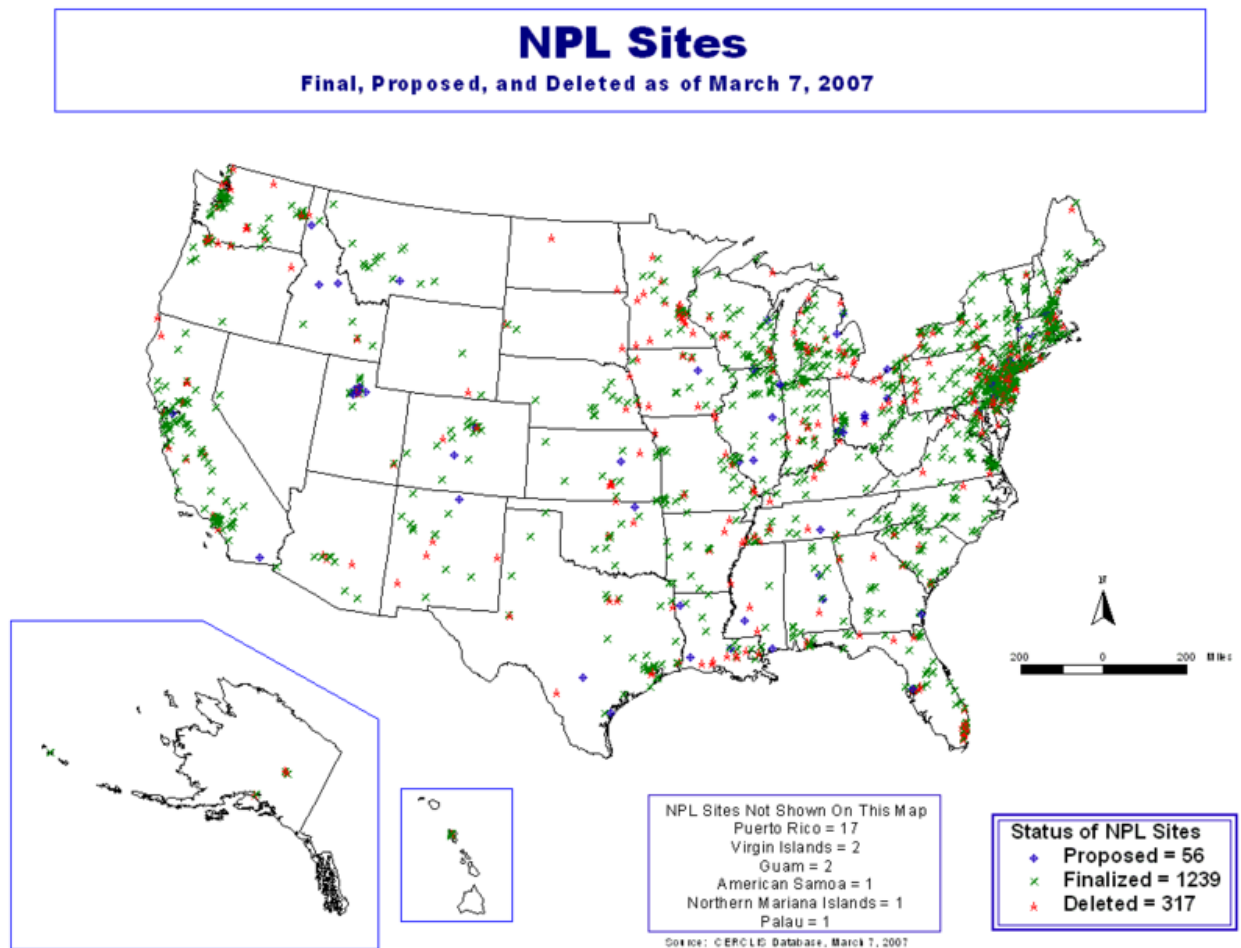 NPL Sites
Final, Proposed, and Deleted as of March 7, 2007
N
200 0 200 Miles
NPL Sites Not Shown On This Map
Puerto Rico = 17
Virgin Islands = 2
Guam = 2
American Samoa = 1
Northern Mariana Islands = 1
Palau = 1
Status of NPL Sites
Proposed = 56
Finalized = 1239
Deleted = 317
Source: CERCLIS Database, March 7, 2007